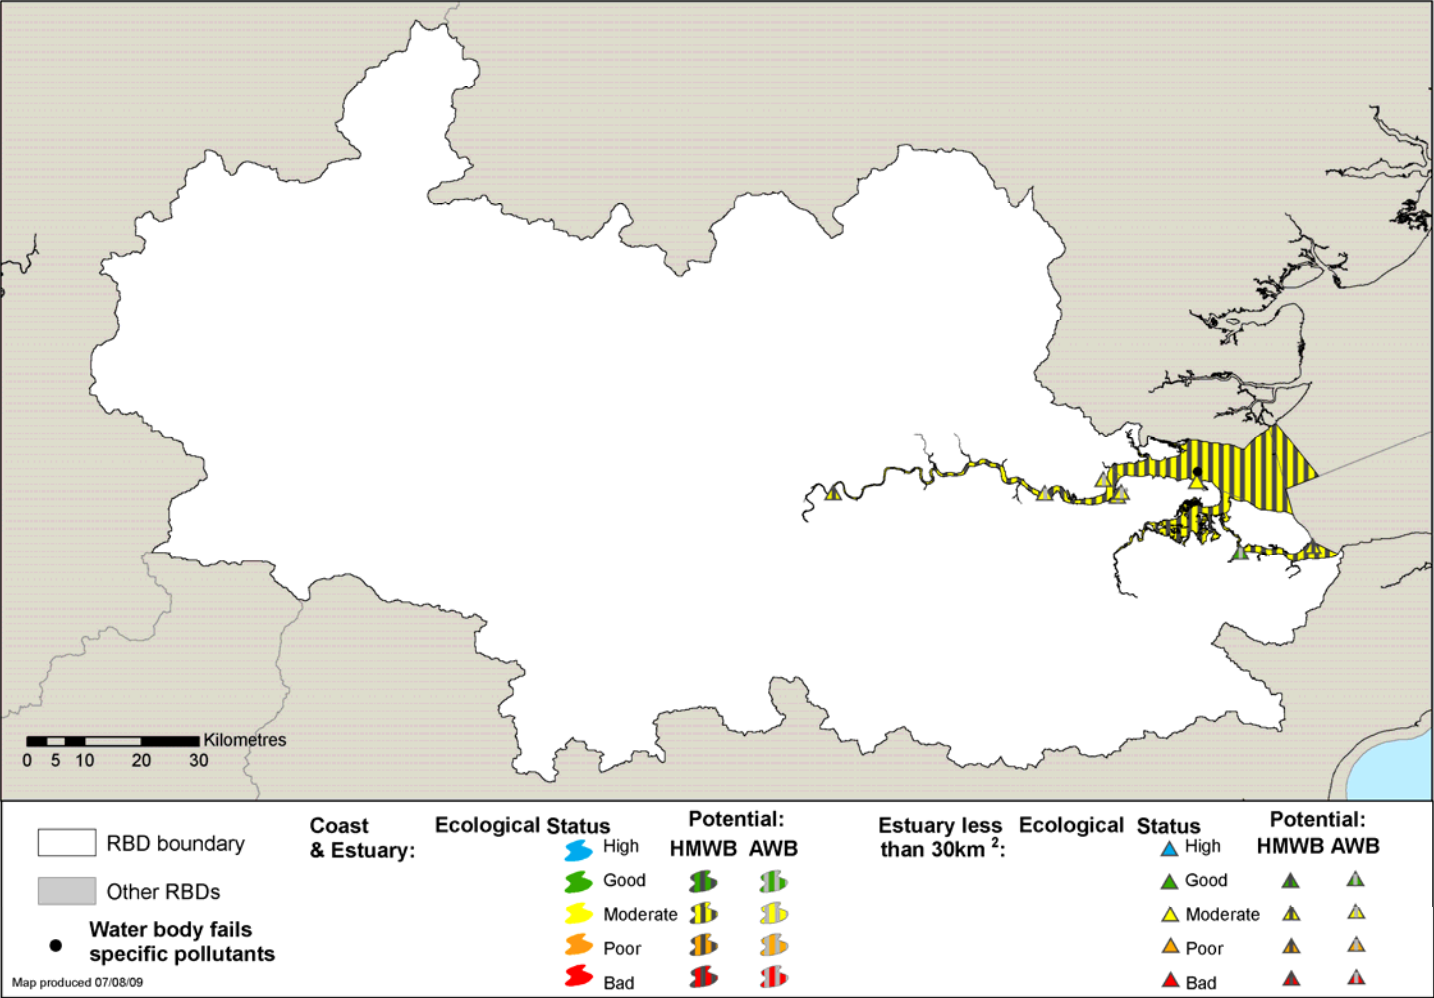 Kilometres
0 5 10 20 30
RBD boundary
Other RBDs
Water body fails
specific pollutants
Map produced 07/08/09
Coast
& Estuary:
Ecological Status
Potential:
HMWB AWB
High
Good
Moderate
Poor
Bad
Estuary less
than 30km ²:
Ecological Status
Potential:
HMWB AWB
High
Good
Moderate
Poor
Bad